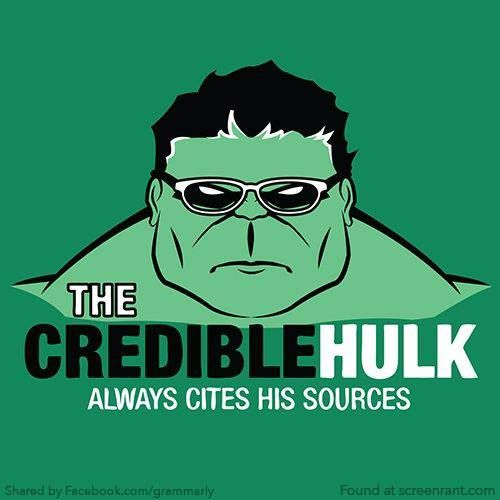 THE
CREDIBLEHULK
ALWAYS CITES HIS SOURCES
Shared by Facebook.com/grammarly
Found at screenrant.com